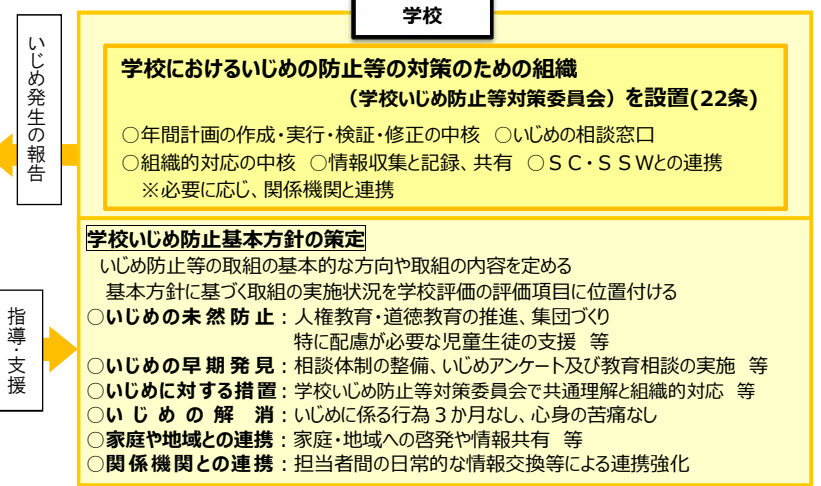 学校
いじめ発生の報告
学校におけるいじめの防止等の対策のための組織
（学校いじめ防止等対策委員会）を設置(22条)
○年間計画の作成・実行・検証・修正の中核 ○いじめの相談窓口
○組織的対応の中核 ○情報収集と記録、共有 ○ＳＣ・ＳＳＷとの連携
※必要に応じ、関係機関と連携
指導・支援
学校いじめ防止基本方針の策定
いじめ防止等の取組の基本的な方向や取組の内容を定める
基本方針に基づく取組の実施状況を学校評価の評価項目に位置付ける
○いじめの未然防止：人権教育・道徳教育の推進、集団づくり
特に配慮が必要な児童生徒の支援 等
○いじめの早期発見：相談体制の整備、いじめアンケート及び教育相談の実施 等
○いじめに対する措置：学校いじめ防止等対策委員会で共通理解と組織的対応 等
○いじめの解消：いじめに係る行為３か月なし、心身の苦痛なし
○家庭や地域との連携：家庭・地域への啓発や情報共有 等
○関係機関との連携：担当者間の日常的な情報交換等による連携強化